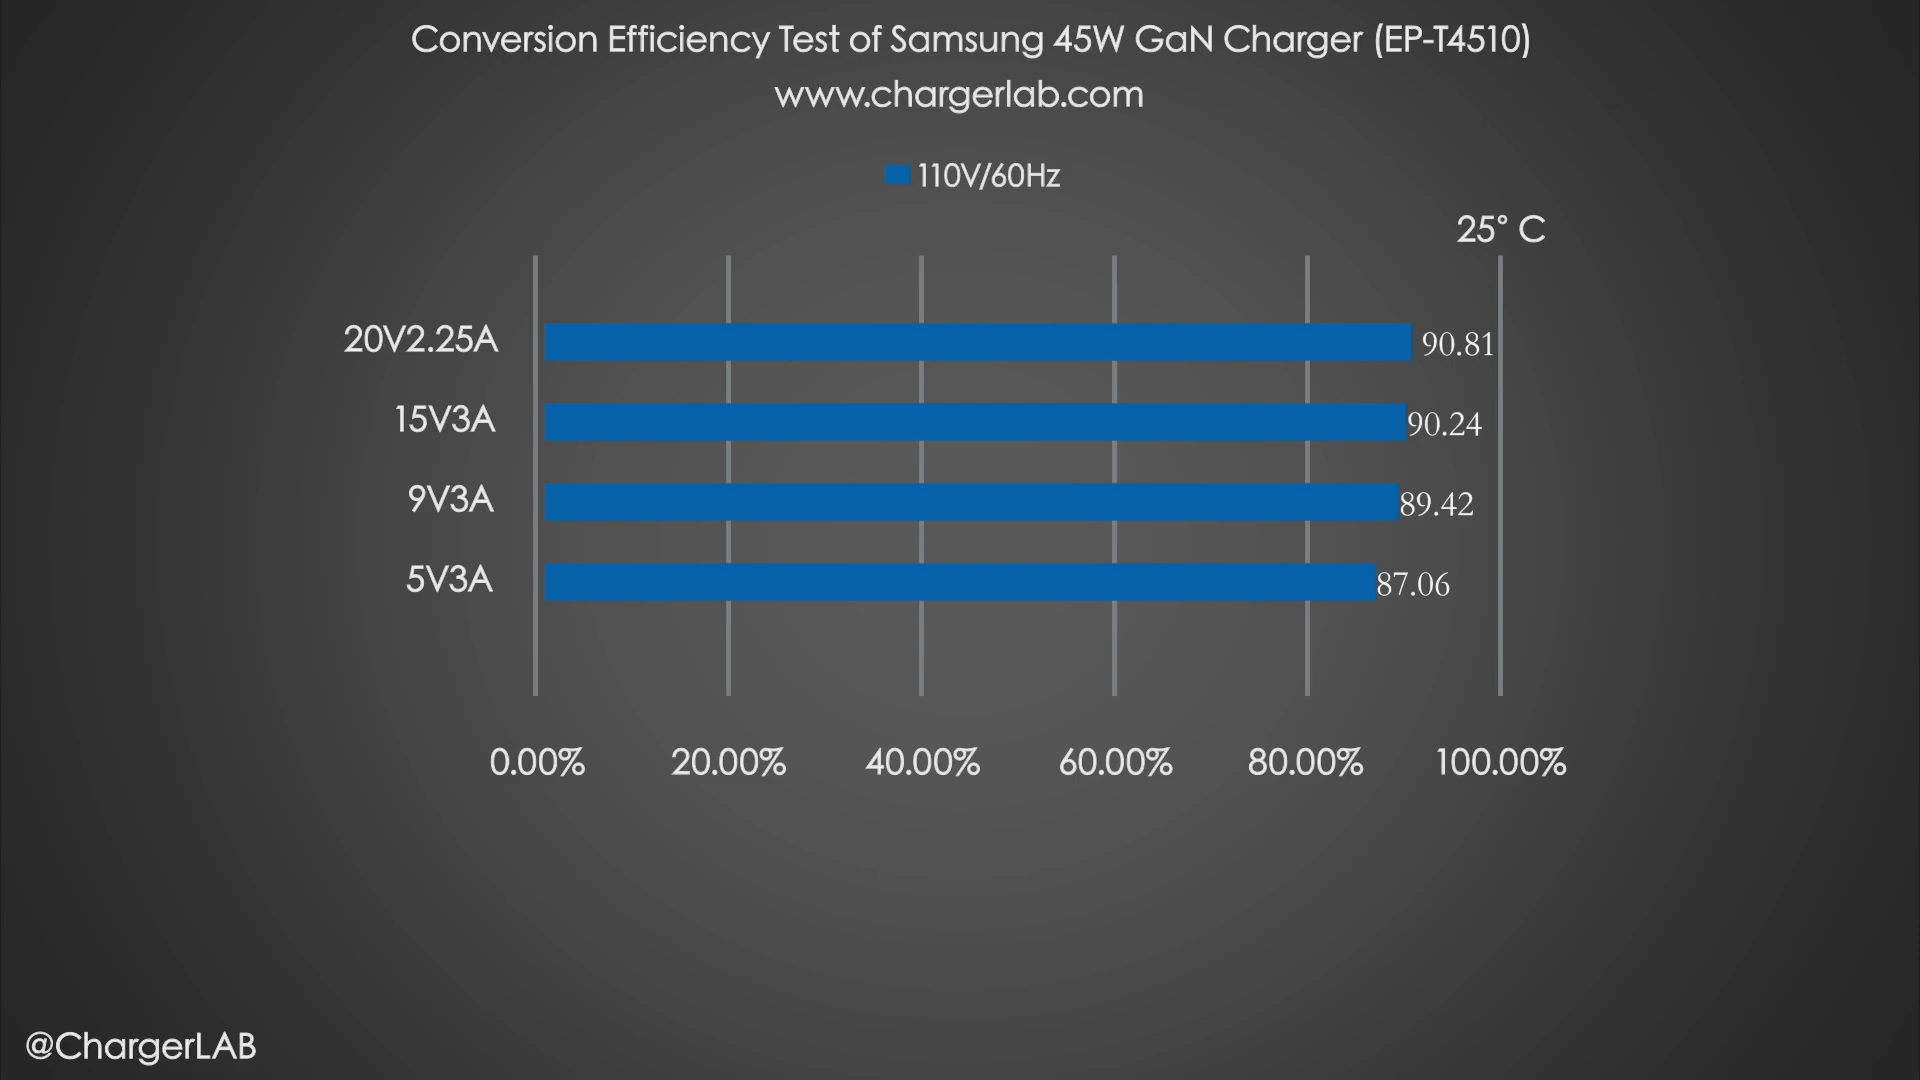 Conversion Efficiency Test of Samsung 45W GaN Charger (EP-T4510)
www.chargerlab.com
110V/60Hz
25° C
20V2.25A 90.81
15V3A 90.24
9V3A 89.42
5V3A 87.06
0.00% 20.00% 40.00% 60.00% 80.00% 100.00%
@ChargerLAB